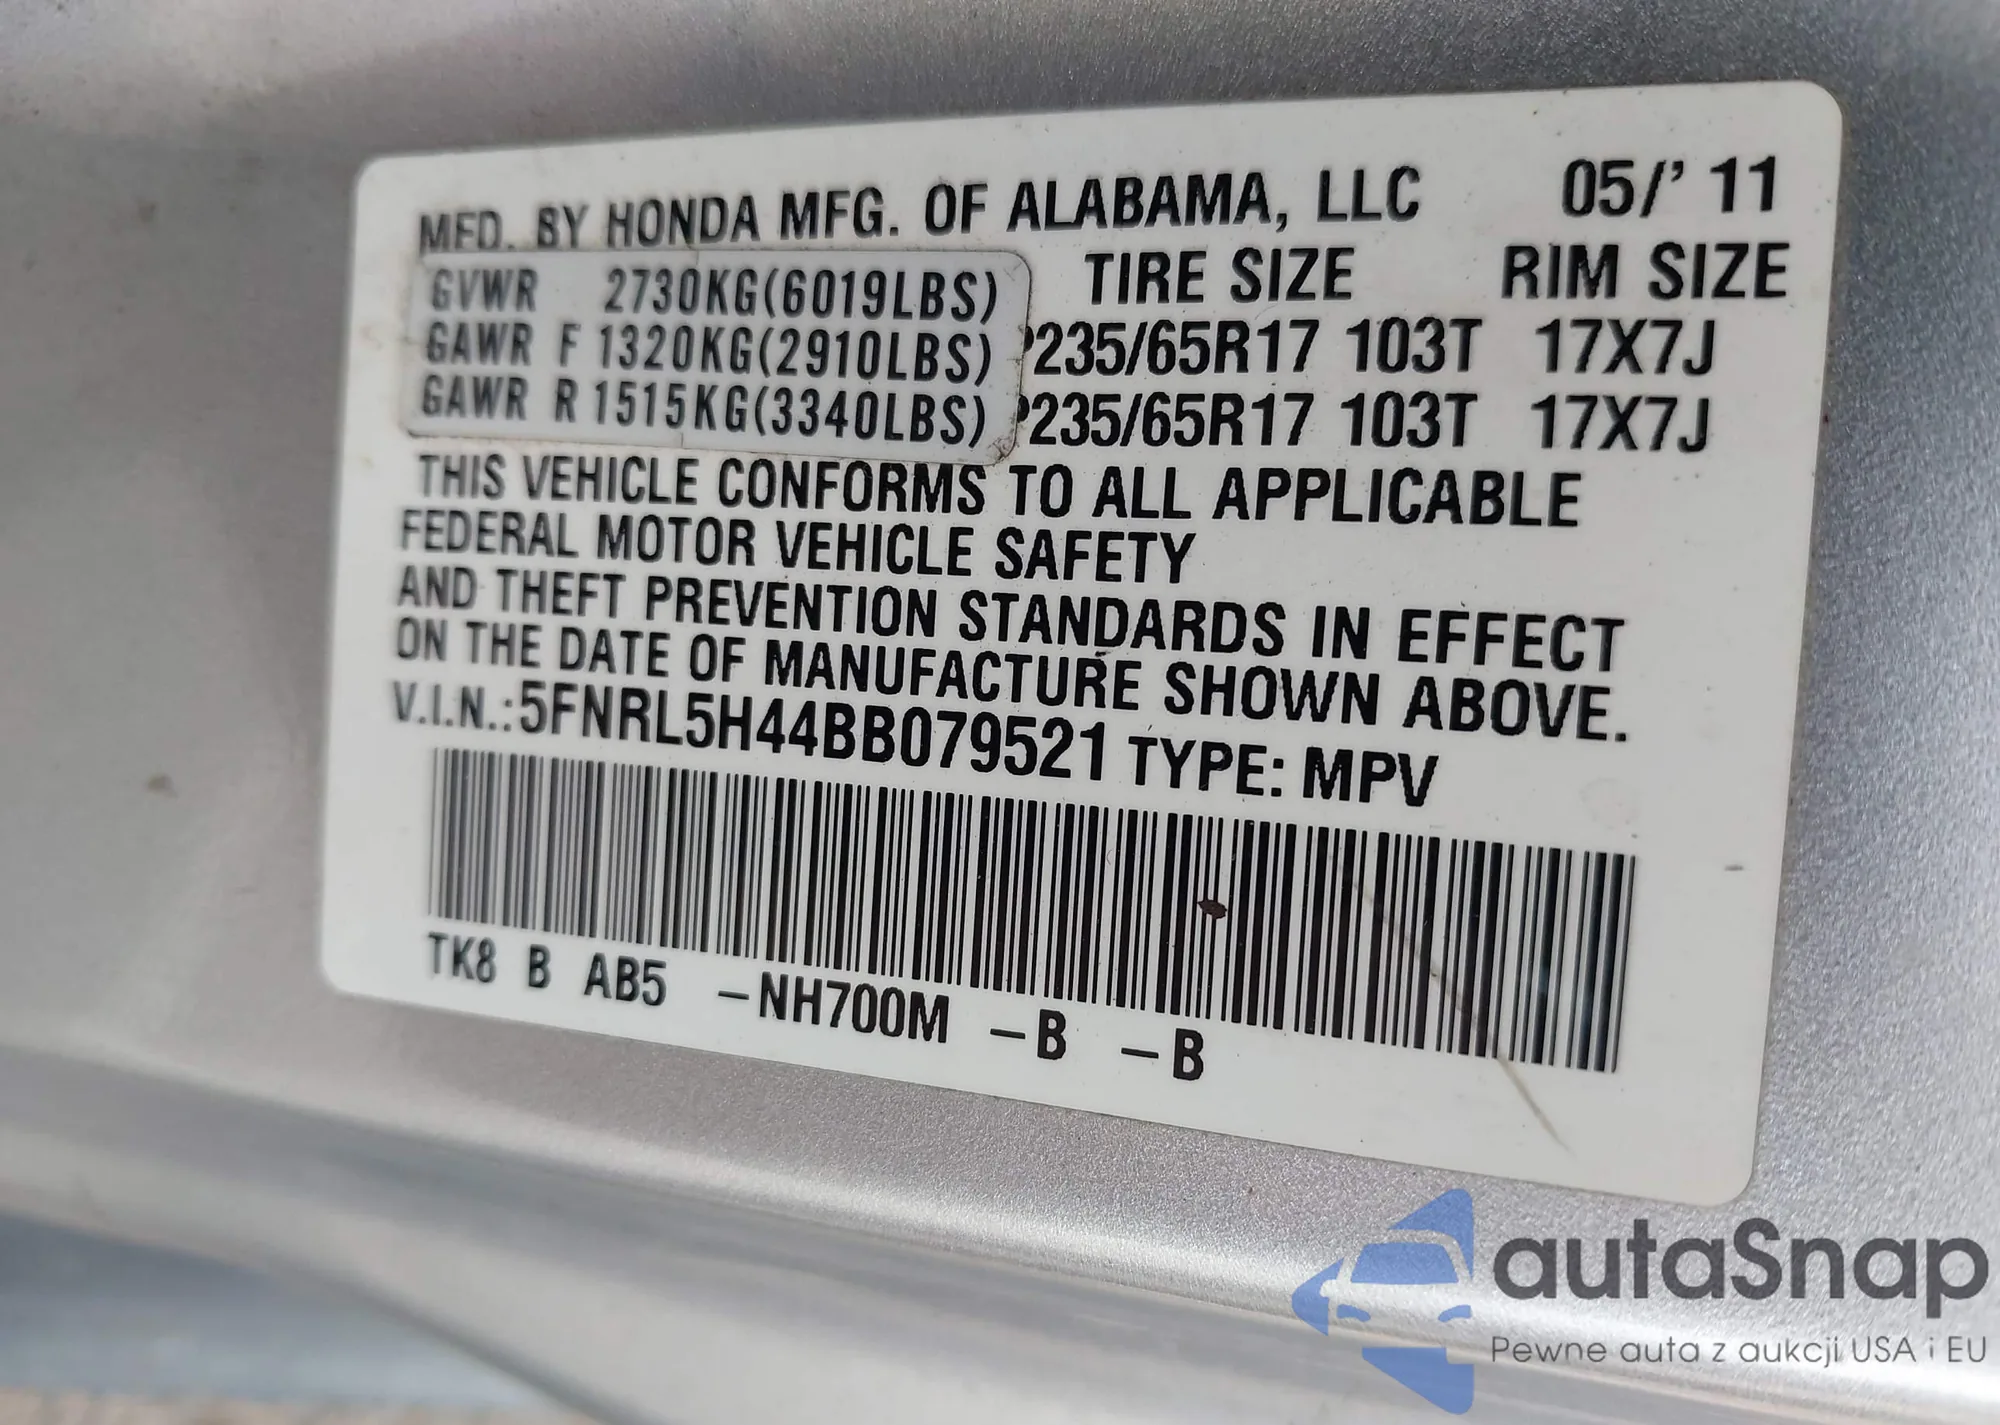 MFD. BY HONDA MFG. OF ALABAMA, LLC 05/' 11
GVWR 2730KG(6019LBS) TIRE SIZE RIM SIZE
GAWR F 1320KG(2910LBS) P235/65R17 103T 17X7J
GAWR R 1515KG(3340LBS) P235/65R17 103T 17X7J
THIS VEHICLE CONFORMS TO ALL APPLICABLE
FEDERAL MOTOR VEHICLE SAFETY
AND THEFT PREVENTION STANDARDS IN EFFECT
ON THE DATE OF MANUFACTURE SHOWN ABOVE.
V.I.N.:5FNRL5H44BB079521 TYPE: MPV
TK8 B AB5 –NH700M –B –B
autaSnap
Pewne auta z aukcji USA i EU